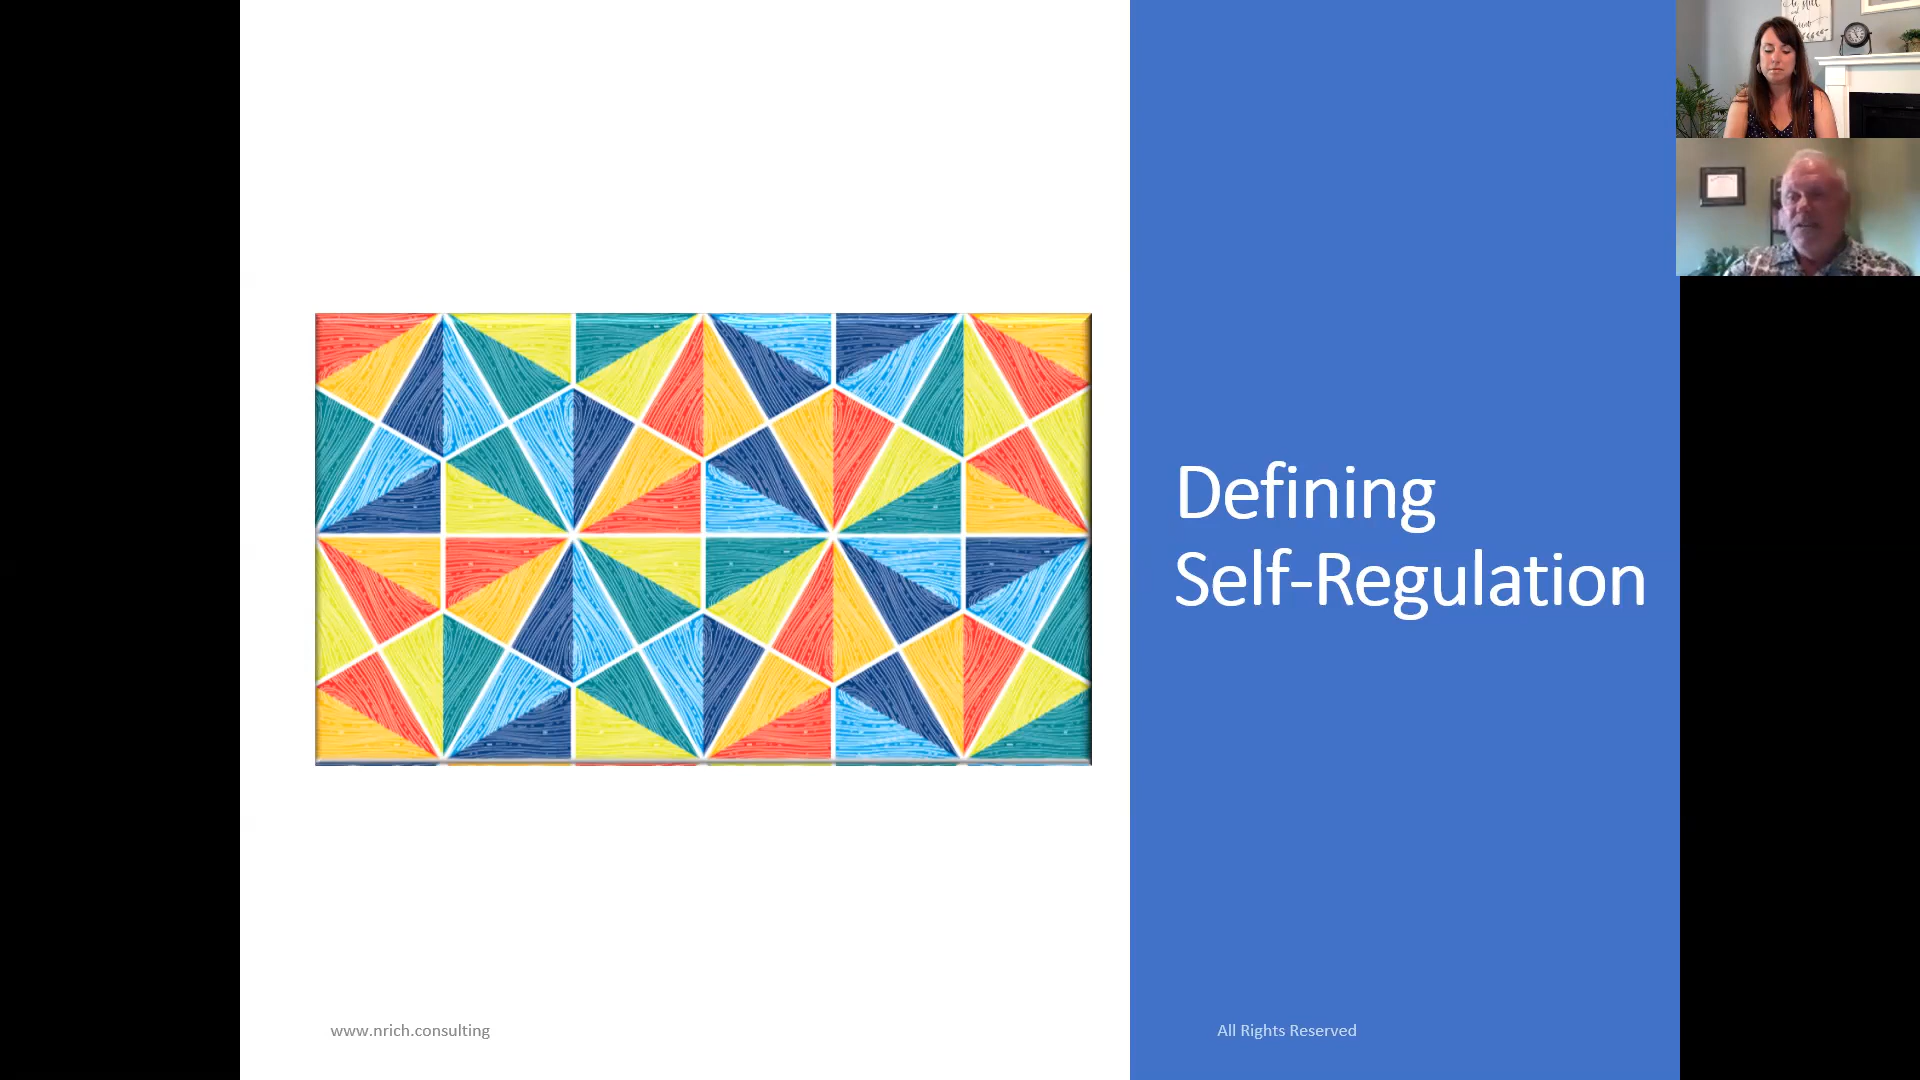 Defining
Self-Regulation
www.nrich.consulting
All Rights Reserved